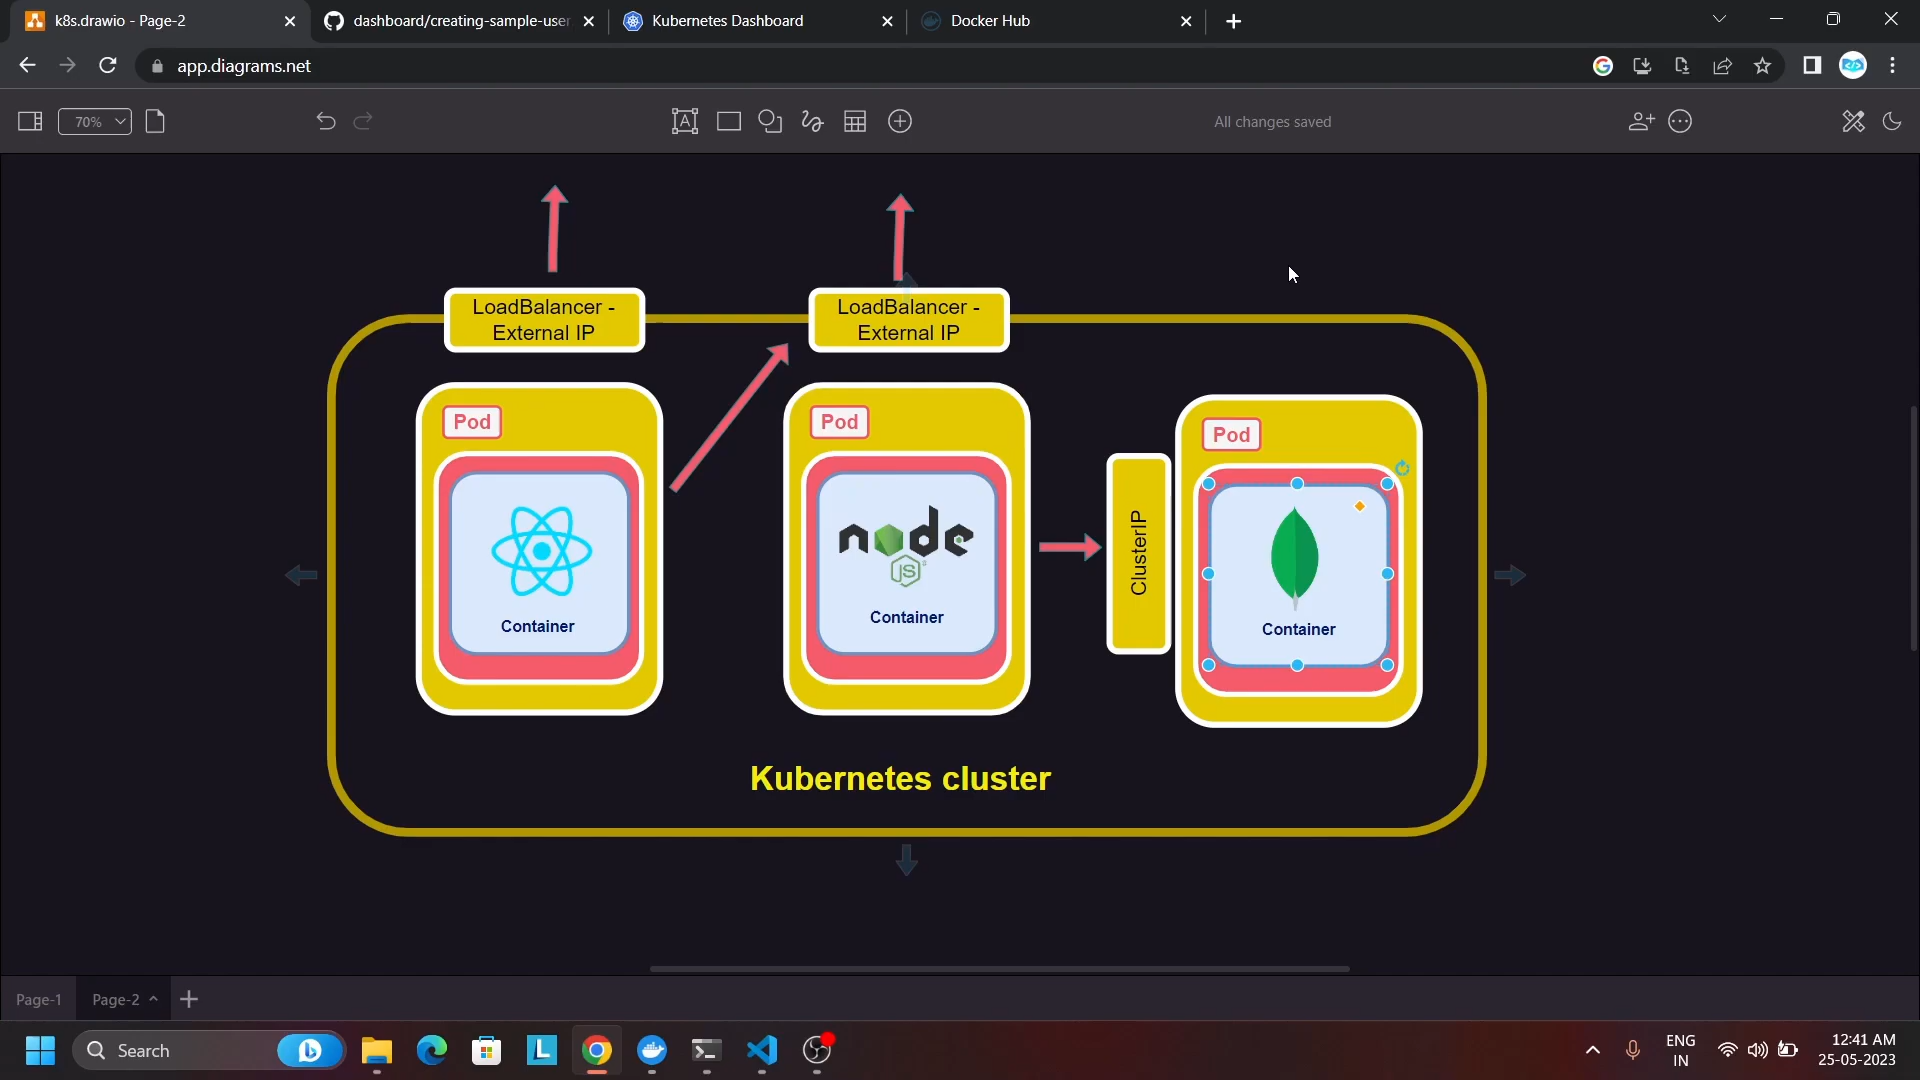 k8s.drawio - Page-2
dashboard/creating-sample-user
Kubernetes Dashboard
Docker Hub
app.diagrams.net
70%
A
All changes saved
LoadBalancer -
External IP
LoadBalancer -
External IP
Pod
Pod
Pod
node
JS
ClusterIP
Container
Container
Container
Kubernetes cluster
Page-1
Page-2
Search
L
ENG
IN
12:41 AM
25-05-2023